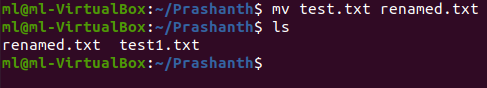 ml@ml-VirtualBox:~/Prashanth$ mv test.txt renamed.txt
ml@ml-VirtualBox:~/Prashanth$ ls
renamed.txt  test1.txt
ml@ml-VirtualBox:~/Prashanth$